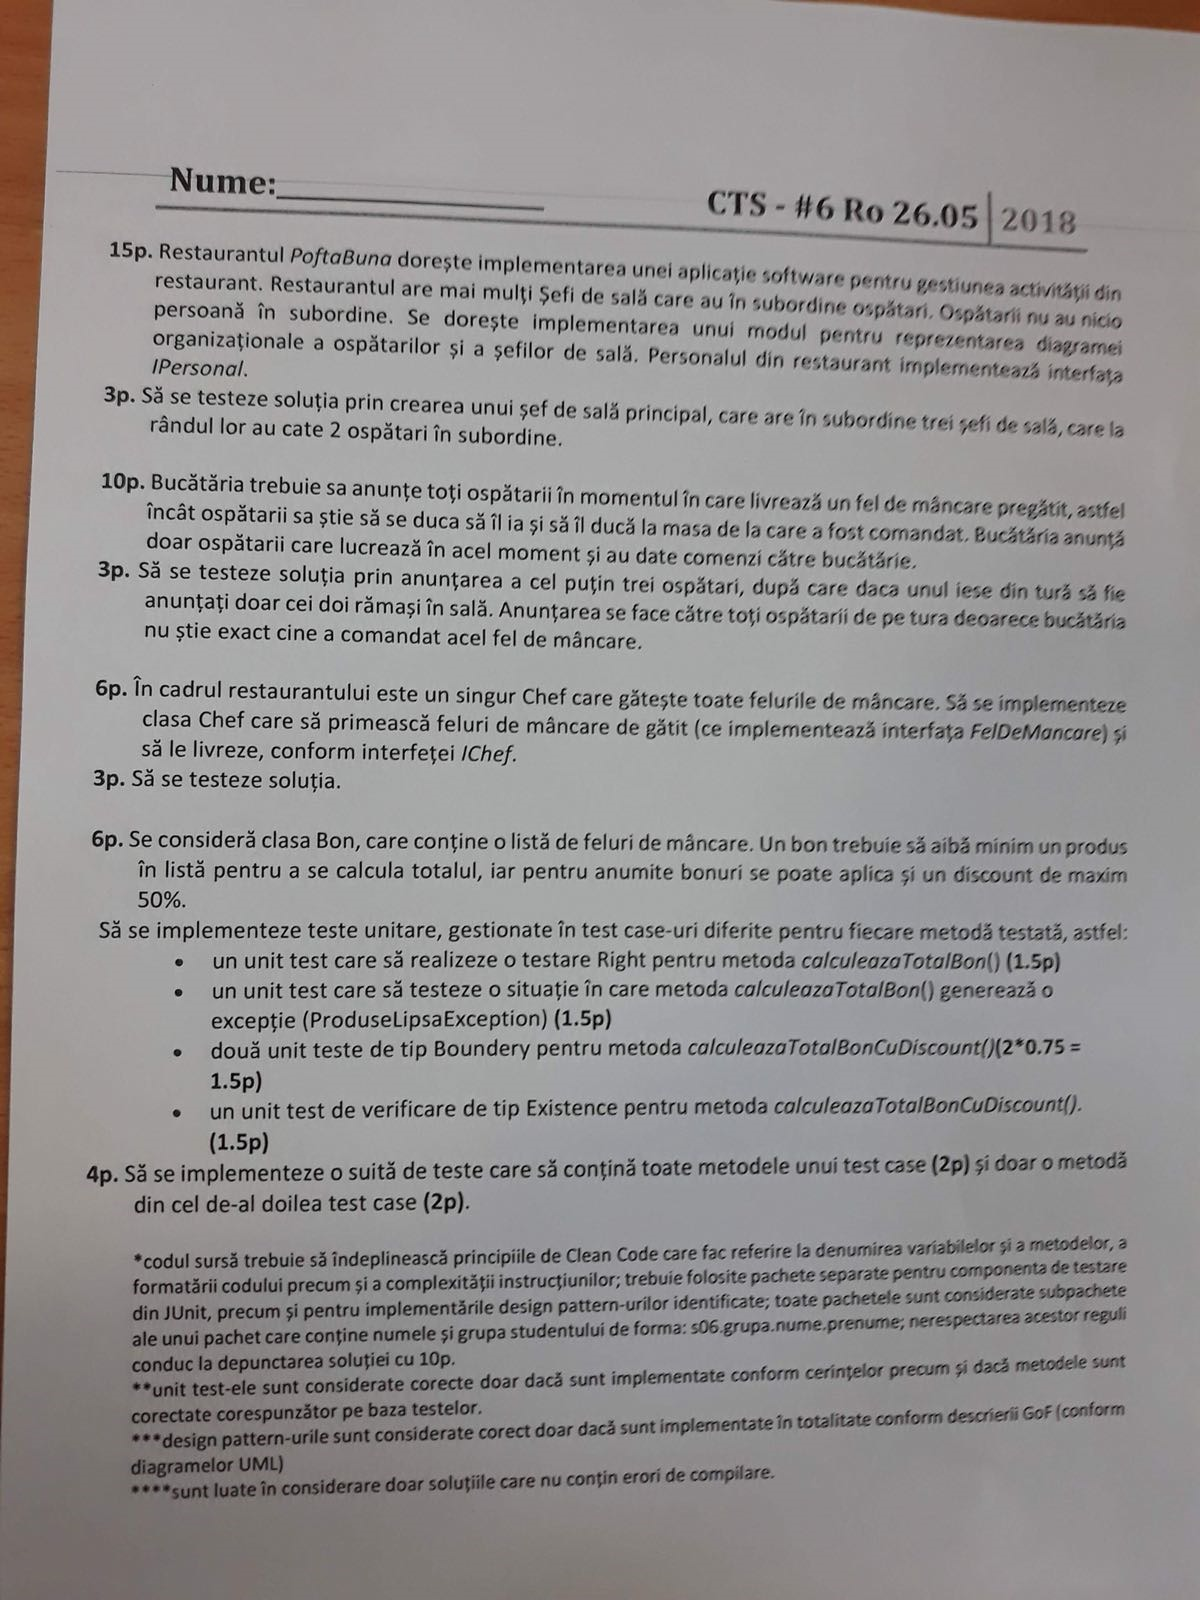 Nume:
CTS - #6 Ro 26.05 2018
15p. Restaurantul PoftaBuna dorește implementarea unei aplicație software pentru gestiunea activității din
restaurant. Restaurantul are mai mulți Șefi de sală care au în subordine ospătari. Ospătarii nu au nicio
persoană în subordine. Se dorește implementarea unui modul pentru reprezentarea diagramei
organizaționale a ospătarilor și a șefilor de sală. Personalul din restaurant implementează interfața
IPersonal.
3p. Să se testeze soluția prin crearea unui șef de sală principal, care are în subordine trei șefi de sală, care la
rândul lor au cate 2 ospătari în subordine.
10p. Bucătăria trebuie sa anunțe toți ospătarii în momentul în care livrează un fel de mâncare pregătit, astfel
încât ospătarii sa știe să se duca să îl ia și să îl ducă la masa de la care a fost comandat. Bucătăria anunță
doar ospătarii care lucrează în acel moment și au date comenzi către bucătărie.
3p. Să se testeze soluția prin anunțarea a cel puțin trei ospătari, după care daca unul iese din tură să fie
anunțați doar cei doi rămași în sală. Anunțarea se face către toți ospătarii de pe tura deoarece bucătăria
nu știe exact cine a comandat acel fel de mâncare.
6p. În cadrul restaurantului este un singur Chef care gătește toate felurile de mâncare. Să se implementeze
clasa Chef care să primească feluri de mâncare de gătit (ce implementează interfața FelDeMancare) și
să le livreze, conform interfeței IChef.
3p. Să se testeze soluția.
6p. Se consideră clasa Bon, care conține o listă de feluri de mâncare. Un bon trebuie să aibă minim un produs
în listă pentru a se calcula totalul, iar pentru anumite bonuri se poate aplica și un discount de maxim
50%.
Să se implementeze teste unitare, gestionate în test case-uri diferite pentru fiecare metodă testată, astfel:
• un unit test care să realizeze o testare Right pentru metoda calculeazaTotalBon() (1.5p)
• un unit test care să testeze o situație în care metoda calculeazaTotalBon() generează o
excepție (ProduseLipsaException) (1.5p)
• două unit teste de tip Boundery pentru metoda calculeazaTotalBonCuDiscount()(2*0.75 =
1.5p)
• un unit test de verificare de tip Existence pentru metoda calculeazaTotalBonCuDiscount().
(1.5p)
4p. Să se implementeze o suită de teste care să conțină toate metodele unui test case (2p) și doar o metodă
din cel de-al doilea test case (2p).
*codul sursă trebuie să îndeplinească principiile de Clean Code care fac referire la denumirea variabilelor și a metodelor, a
formatării codului precum și a complexității instrucțiunilor; trebuie folosite pachete separate pentru componenta de testare
din JUnit, precum și pentru implementările design pattern-urilor identificate; toate pachetele sunt considerate subpachete
ale unui pachet care conține numele și grupa studentului de forma: s06.grupa.nume.prenume; nerespectarea acestor reguli
conduc la depunctarea soluției cu 10p.
**unit test-ele sunt considerate corecte doar dacă sunt implementate conform cerințelor precum și dacă metodele sunt
corectate corespunzător pe baza testelor.
***design pattern-urile sunt considerate corect doar dacă sunt implementate în totalitate conform descrierii GoF (conform
diagramelor UML)
****sunt luate în considerare doar soluțiile care nu conțin erori de compilare.